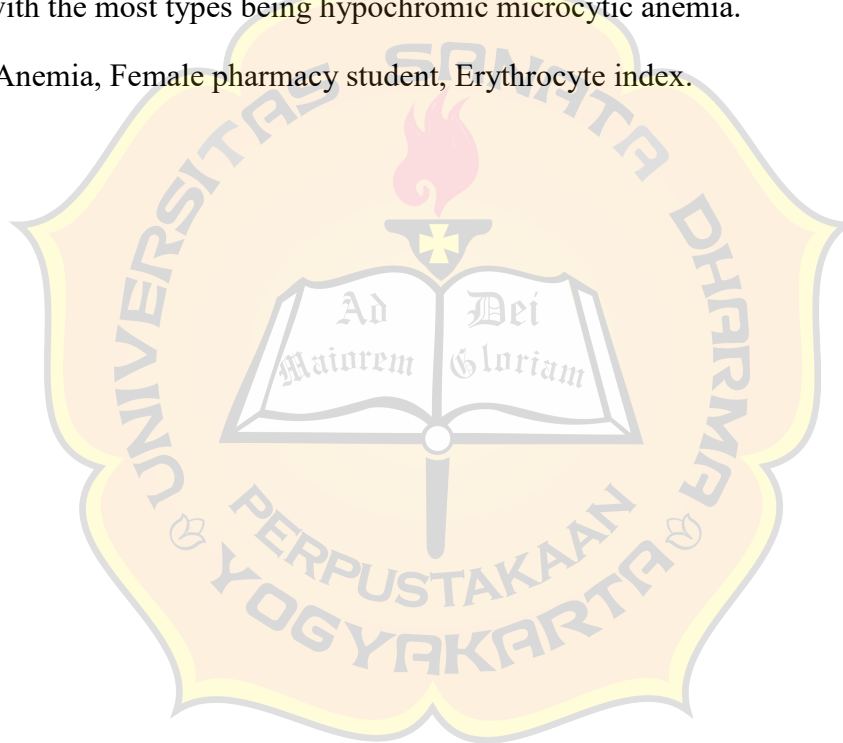 with the most types being hypochromic microcytic anemia.
Anemia, Female pharmacy student, Erythrocyte index.
UNIVERSITAS SANATA DHARMA
Ad Dei
Maiorem Gloriam
PERPUSTAKAAN
YOGYAKARTA